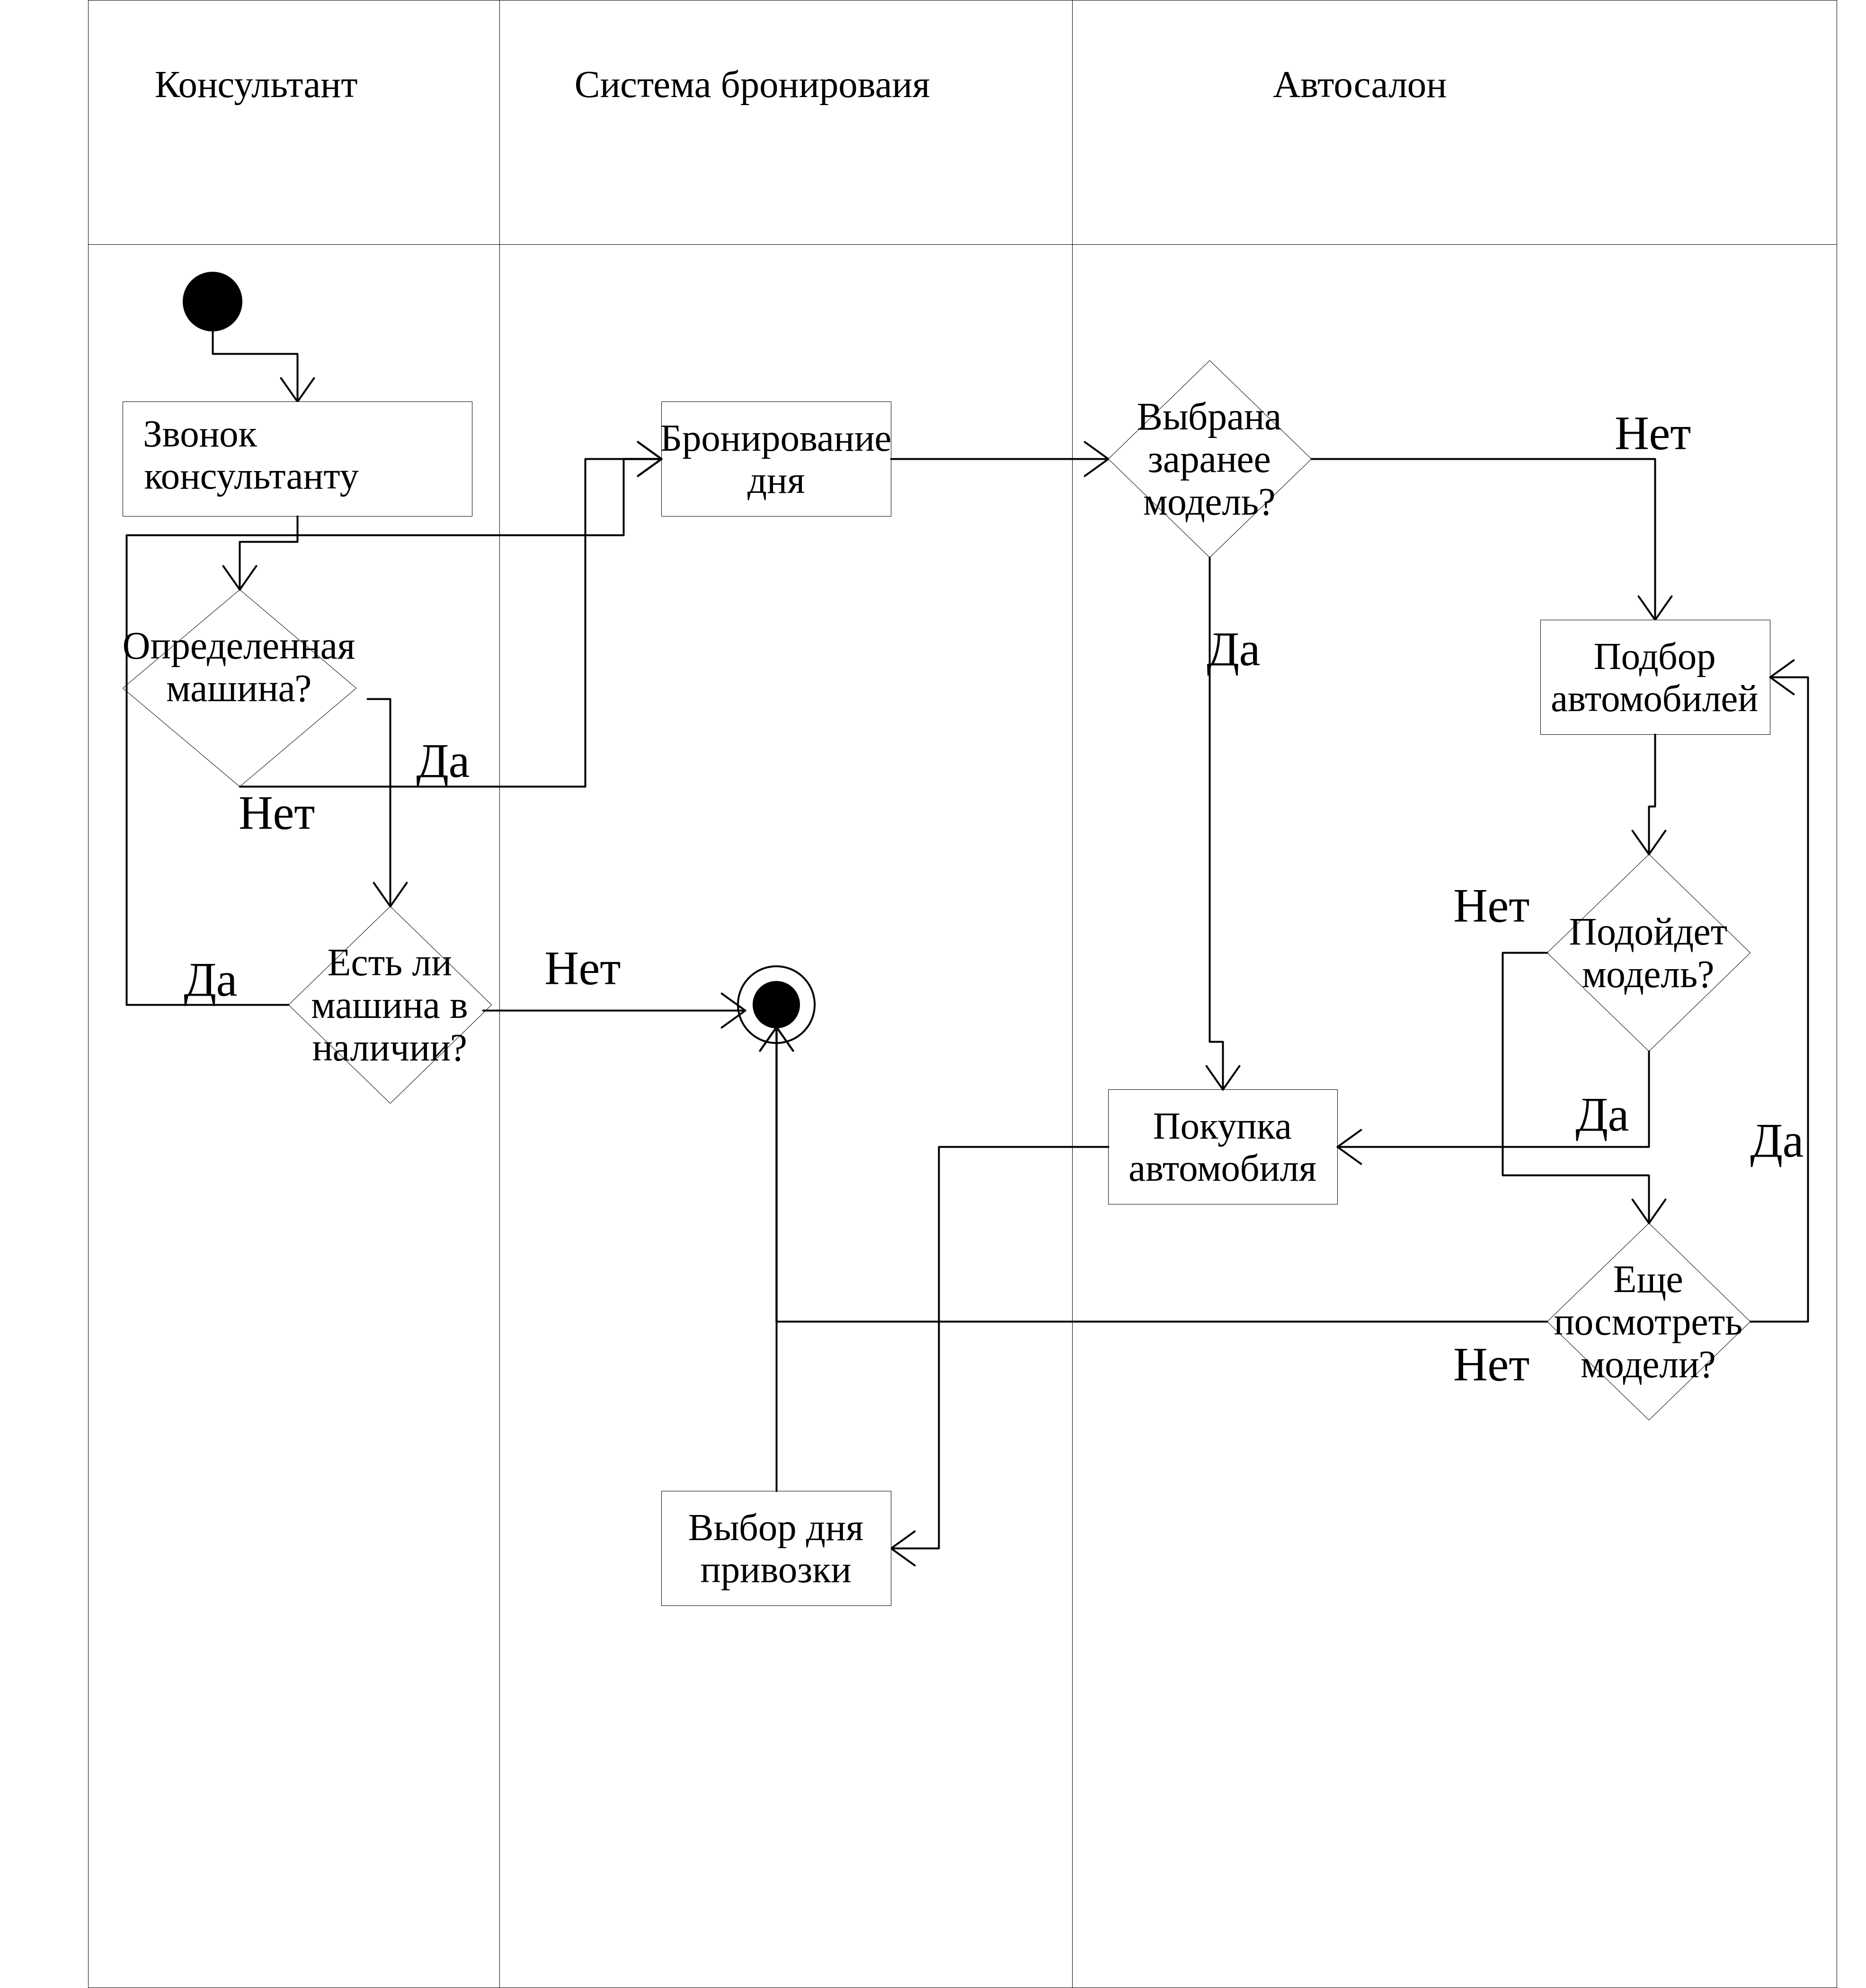 Консультант
Система бронироваия
Автосалон
Звонок
консультанту
Бронирование
дня
Выбрана
заранее
модель?
Нет
Определенная
машина?
Да
Нет
Да
Подбор
автомобилей
Есть ли
машина в
наличии?
Да
Нет
Нет
Подойдет
модель?
Да
Да
Покупка
автомобиля
Еще
посмотреть
модели?
Нет
Выбор дня
привозки